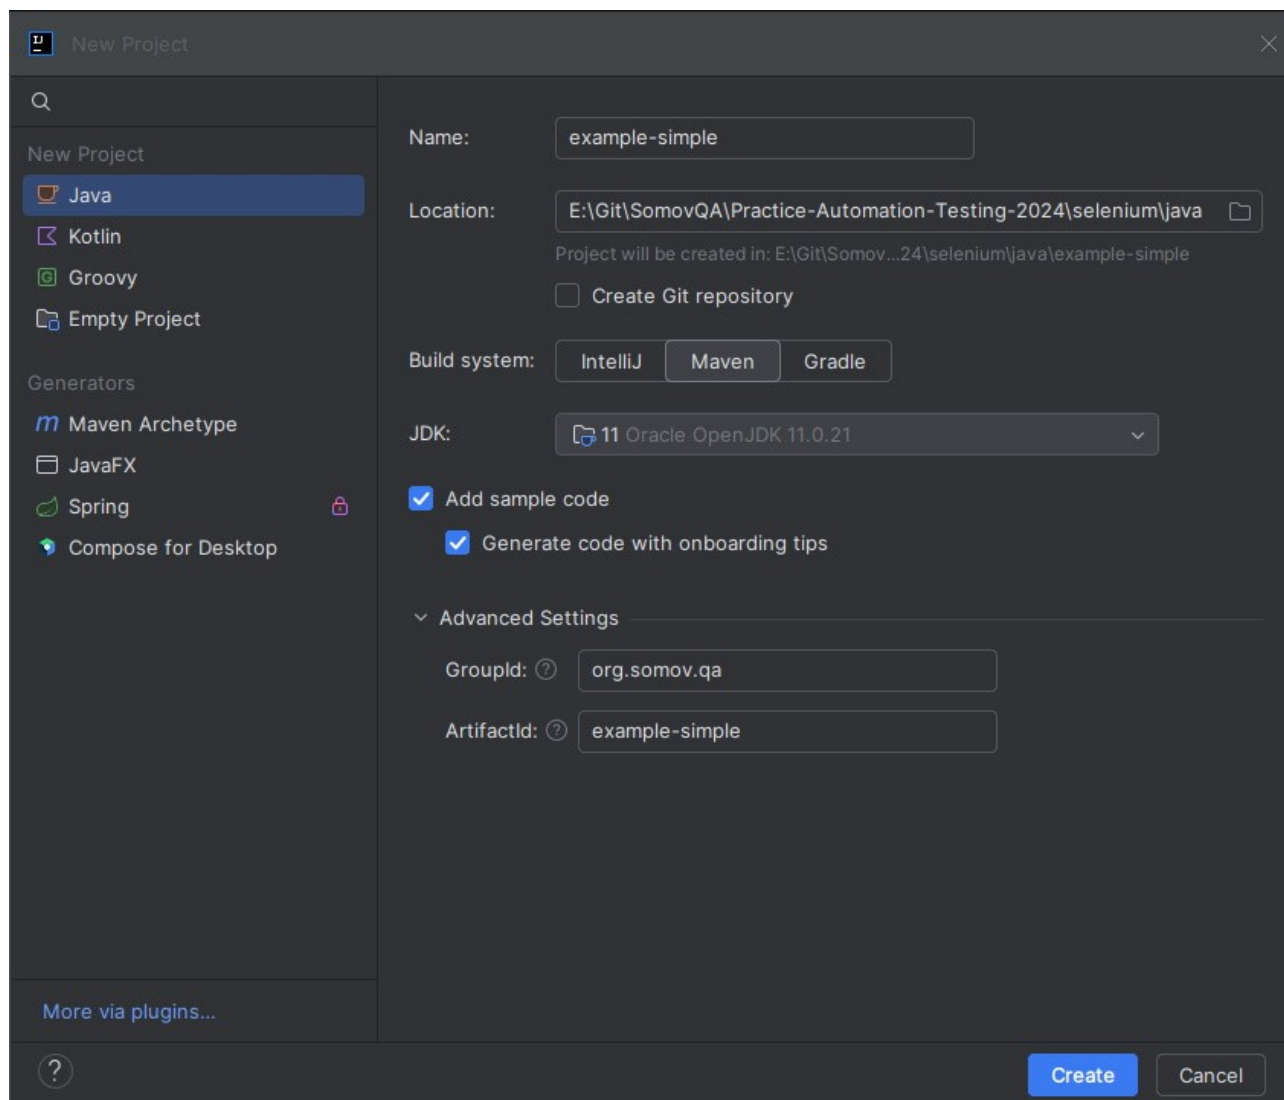 IJ New Project
New Project
Java
Kotlin
G Groovy
Empty Project
Generators
m Maven Archetype
JavaFX
Spring
Compose for Desktop
More via plugins...
?
Name: example-simple
Location: E:\Git\SomovQA\Practice-Automation-Testing-2024\selenium\java
Project will be created in: E:\Git\Somov...24\selenium\java\example-simple
Create Git repository
Build system: IntelliJ Maven Gradle
JDK: 11 Oracle OpenJDK 11.0.21
Add sample code
Generate code with onboarding tips
Advanced Settings
GroupId: ? org.somov.qa
ArtifactId: ? example-simple
Create Cancel